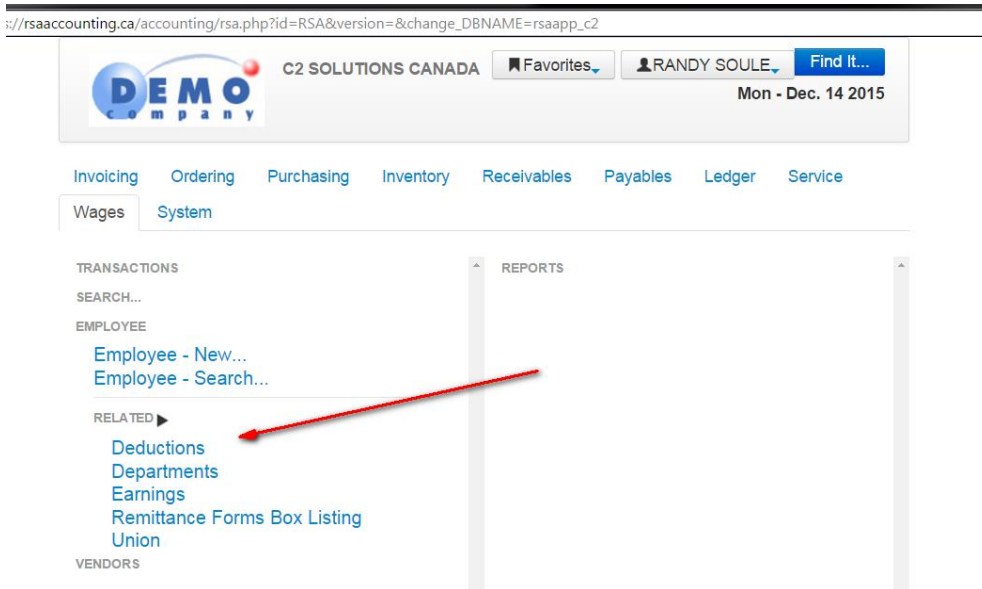 s://rsaaccounting.ca/accounting/rsa.php?id=RSA&version=&change_DBNAME=rsaapp_c2
DEMO
company
C2 SOLUTIONS CANADA
Favorites
RANDY SOULE
Find It...
Mon - Dec. 14 2015
Invoicing Ordering Purchasing Inventory Receivables Payables Ledger Service
Wages System
TRANSACTIONS
SEARCH...
EMPLOYEE
Employee - New...
Employee - Search...
RELATED
Deductions
Departments
Earnings
Remittance Forms Box Listing
Union
VENDORS
REPORTS